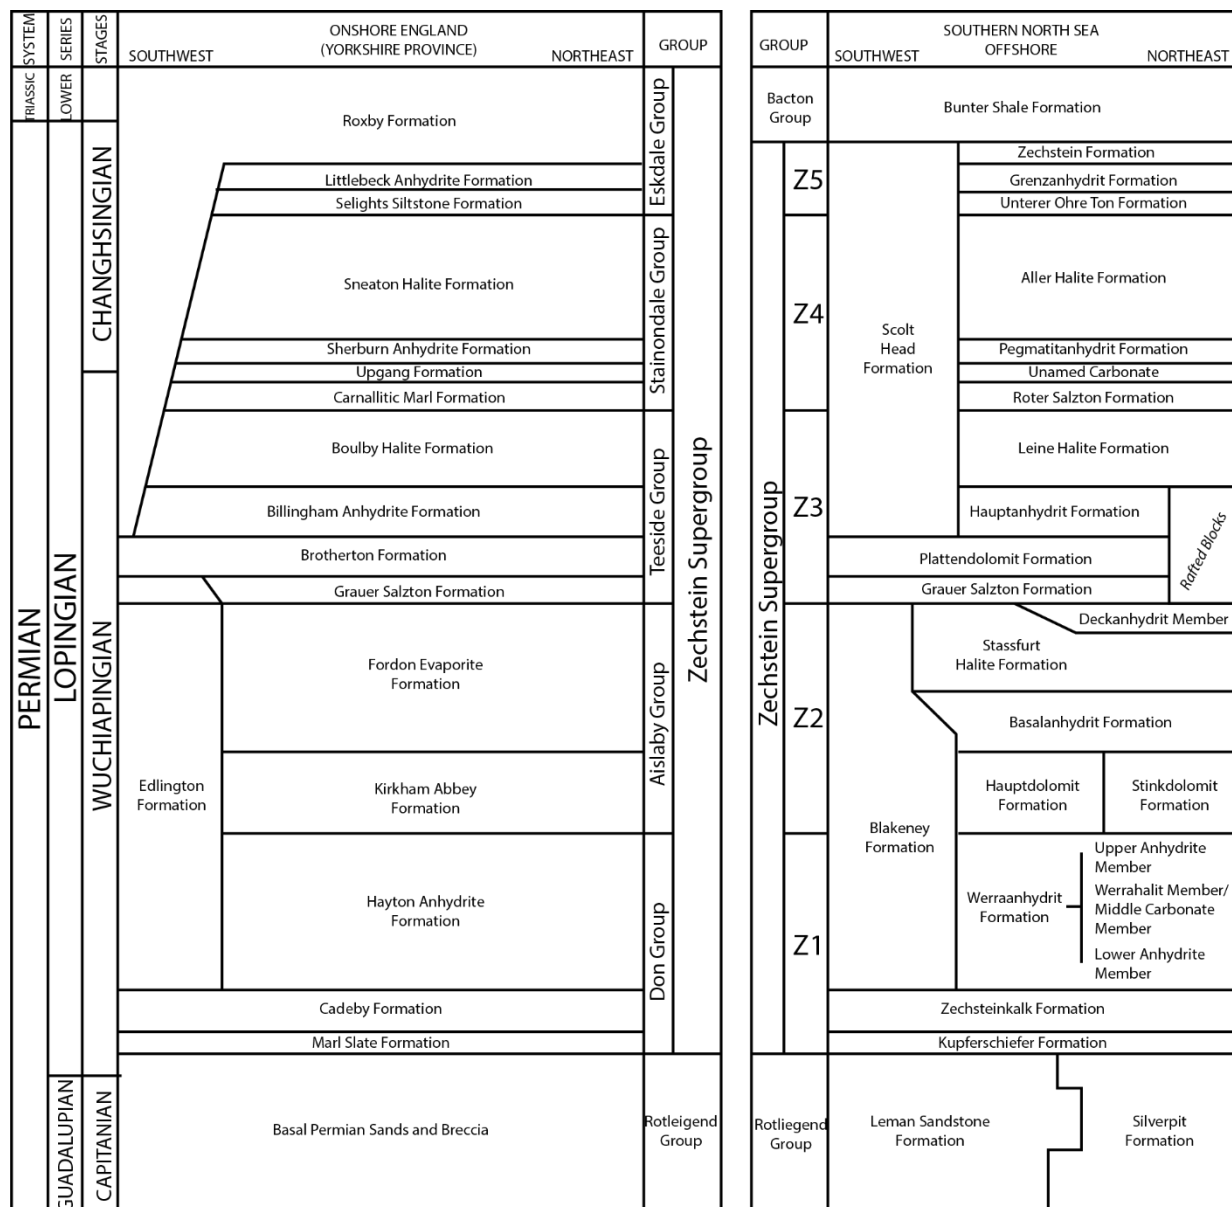 SYSTEM
SERIES
STAGES
ONSHORE ENGLAND
(YORKSHIRE PROVINCE)
SOUTHWEST
NORTHEAST
GROUP
TRIASSIC
LOWER
PERMIAN
LOPINGIAN
GUADALUPIAN
CHANGHSINGIAN
WUCHIAPINGIAN
CAPITANIAN
Roxby Formation
Littlebeck Anhydrite Formation
Selights Siltstone Formation
Sneaton Halite Formation
Sherburn Anhydrite Formation
Upgang Formation
Carnallitic Marl Formation
Boulby Halite Formation
Billingham Anhydrite Formation
Brotherton Formation
Grauer Salzton Formation
Fordon Evaporite
Formation
Edlington
Formation
Kirkham Abbey
Formation
Hayton Anhydrite
Formation
Cadeby Formation
Marl Slate Formation
Basal Permian Sands and Breccia
Eskdale Group
Stainondale Group
Teeside Group
Aislaby Group
Don Group
Zechstein Supergroup
Rotleigend
Group
GROUP
SOUTHERN NORTH SEA
OFFSHORE
SOUTHWEST
NORTHEAST
Bacton
Group
Bunter Shale Formation
Zechstein Supergroup
Z5
Z4
Z3
Z2
Z1
Zechstein Formation
Grenzanhydrit Formation
Unterer Ohre Ton Formation
Aller Halite Formation
Scolt
Head
Formation
Pegmatitanhydrit Formation
Unamed Carbonate
Roter Salzton Formation
Leine Halite Formation
Hauptanhydrit Formation
Rafted Blocks
Plattendolomit Formation
Grauer Salzton Formation
Deckanhydrit Member
Stassfurt
Halite Formation
Basalanhydrit Formation
Hauptdolomit
Formation
Stinkdolomit
Formation
Blakeney
Formation
Werraanhydrit
Formation
Upper Anhydrite
Member
Werrahalit Member/
Middle Carbonate
Member
Lower Anhydrite
Member
Zechsteinkalk Formation
Kupferschiefer Formation
Rotliegend
Group
Leman Sandstone
Formation
Silverpit
Formation